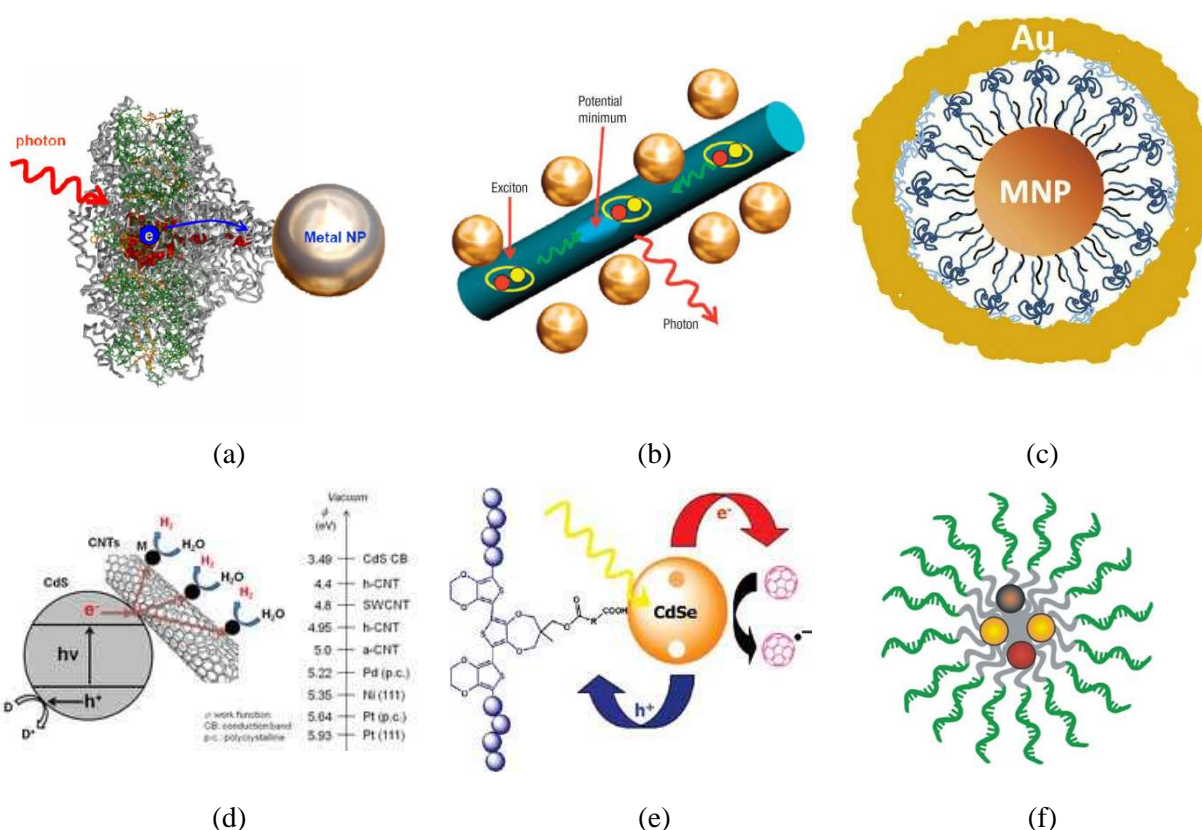 photon
e
Metal NP
Potential
minimum
Exciton
Photon
Au
MNP
(a)
(b)
(c)
CNTs
M
H₂
H₂O
H₂
H₂O
H₂
H₂O
CdS
e⁻
hν
h⁺
D
D⁺
Vacuum
ϕ
(eV)
3.49 CdS CB
4.4 h-CNT
4.8 SWCNT
4.95 h-CNT
5.0 a-CNT
5.22 Pd (p.c.)
5.35 Ni (111)
5.64 Pt (p.c.)
5.93 Pt (111)
work function
CB: conduction band
p.c.: polycrystalline
e⁻
CdSe
h⁺
O
O
S
O
O
S
O
O
R
COOH
S
O
O
(d)
(e)
(f)